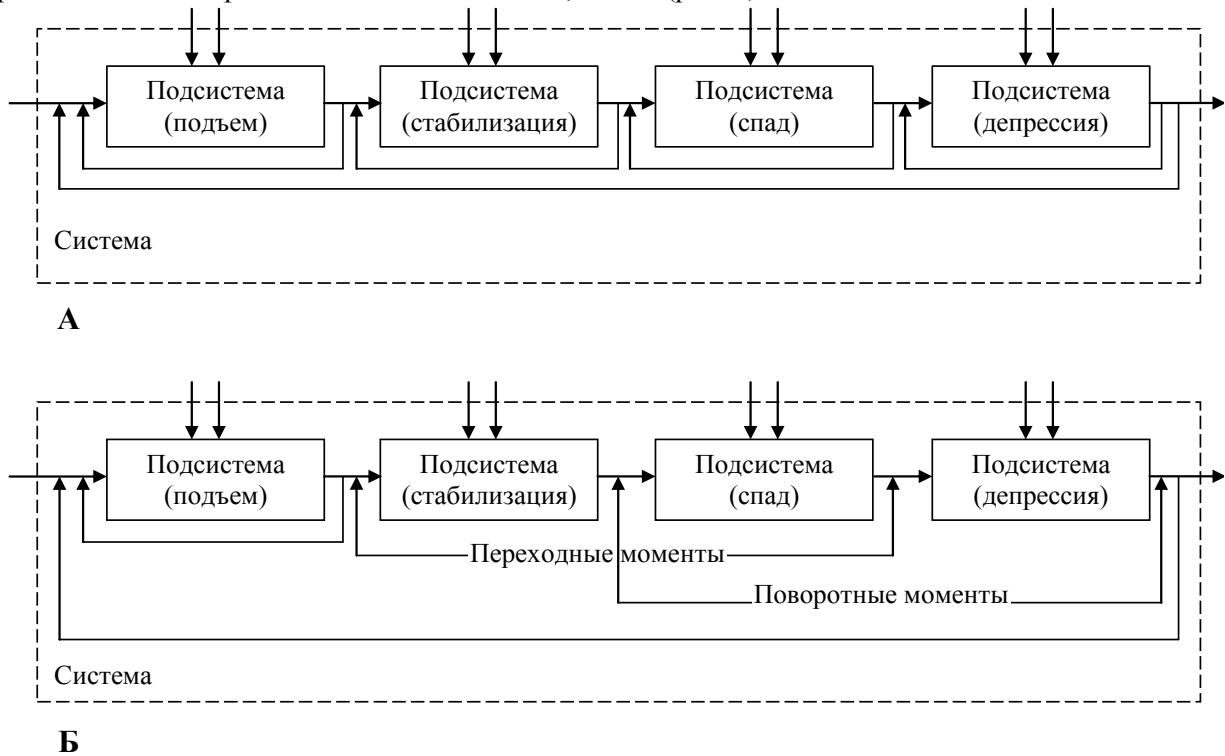 Подсистема Подсистема Подсистема Подсистема
(подъем) (стабилизация) (спад) (депрессия)
Система
А
Подсистема Подсистема Подсистема Подсистема
(подъем) (стабилизация) (спад) (депрессия)
Переходные моменты
Поворотные моменты
Система
Б